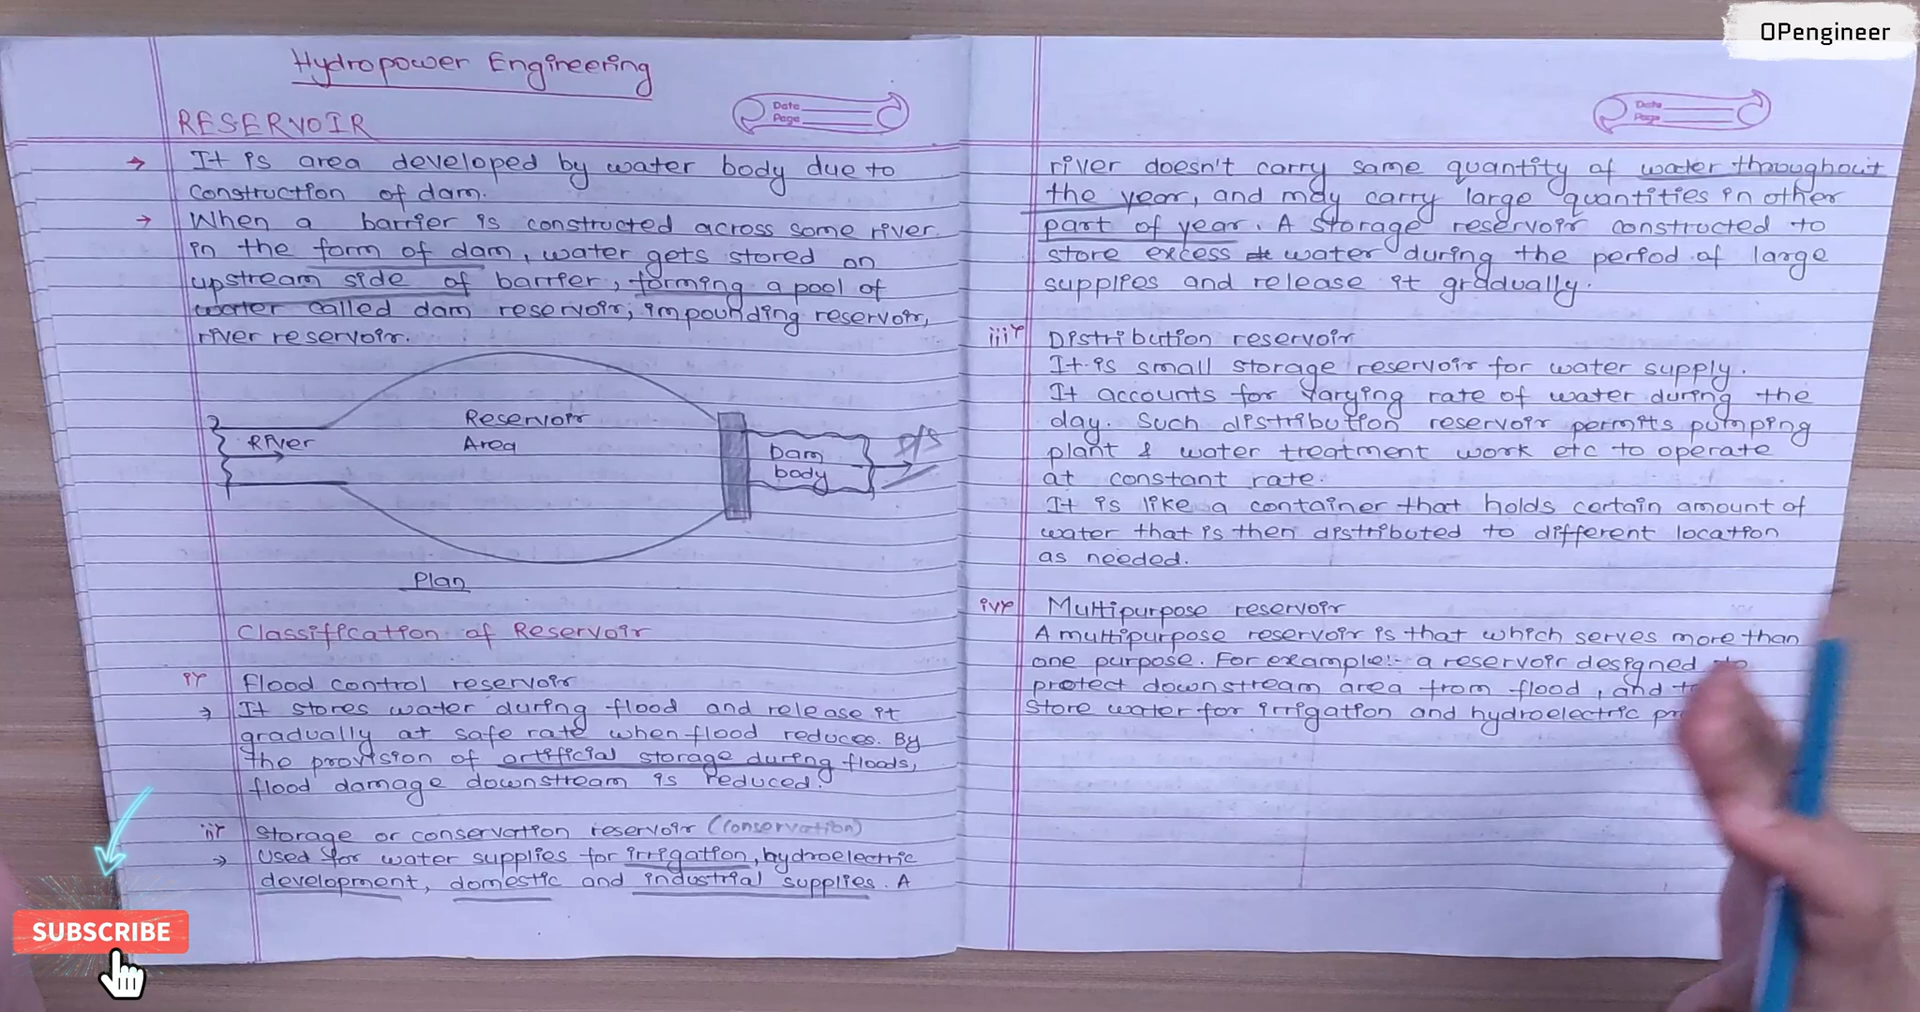 OPengineer
Hydropower Engineering
Date
Page
RESERVOIR
→ It is area developed by water body due to
construction of dam.
→ When a barrier is constructed across some river
in the form of dam, water gets stored on
upstream side of barrier, forming a pool of
water called dam reservoir, impounding reservoir,
river reservoir.
River
Reservoir
Area
Dam
body
D/S
Plan
Classification of Reservoir
i) Flood control reservoir
→ It stores water during flood and release it
gradually at safe rate when flood reduces. By
the provision of artificial storage during floods,
flood damage downstream is reduced.
ii) Storage or conservation reservoir (conservation)
→ Used for water supplies for irrigation, hydroelectric
development, domestic and industrial supplies. A
SUBSCRIBE
Date
Page
river doesn't carry same quantity of water throughout
the year, and may carry large quantities in other
part of year. A storage reservoir constructed to
store excess water during the period of large
supplies and release it gradually.
iii) Distribution reservoir
It is small storage reservoir for water supply.
It accounts for varying rate of water during the
day. Such distribution reservoir permits pumping
plant & water treatment work etc to operate
at constant rate.
It is like a container that holds certain amount of
water that is then distributed to different location
as needed.
iv) Multipurpose reservoir
A multipurpose reservoir is that which serves more than
one purpose. For example:- a reservoir designed to
protect downstream area from flood, and
store water for irrigation and hydroelectric